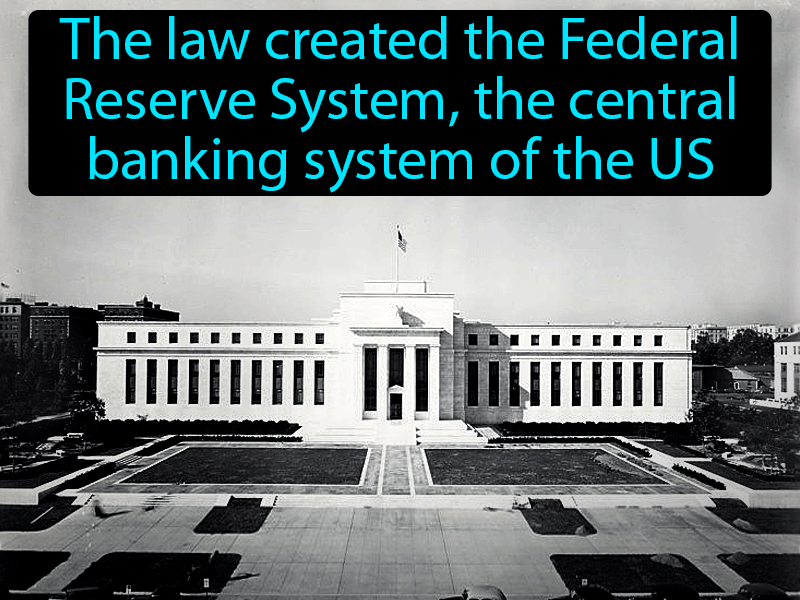 The law created the Federal
Reserve System, the central
banking system of the US